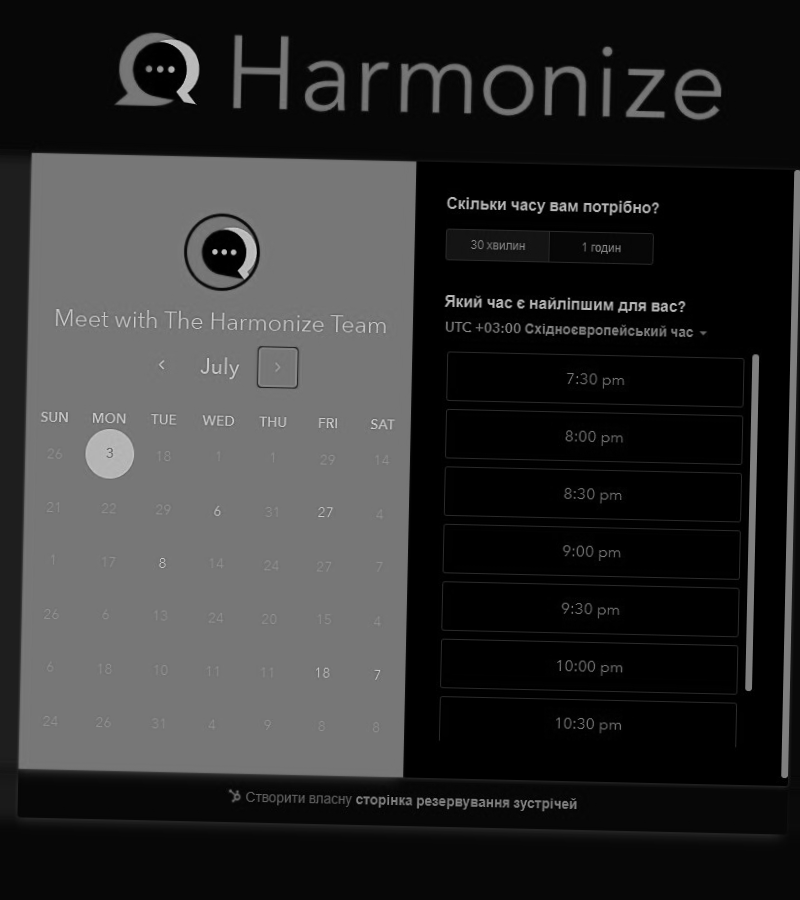 Harmonize
Meet with The Harmonize Team
July
SUN MON TUE WED THU FRI SAT
26 3 18 1 1 29 14
21 22 29 6 31 27 4
1 17 8 14 24 27 7
26 6 13 24 20 15 4
6 18 10 11 11 18 7
24 26 31 4 9 8 8
Скільки часу вам потрібно?
30 хвилин 1 годин
Який час є найліпшим для вас?
UTC +03:00 Східноєвропейський час
7:30 pm
8:00 pm
8:30 pm
9:00 pm
9:30 pm
10:00 pm
10:30 pm
Створити власну сторінка резервування зустрічей